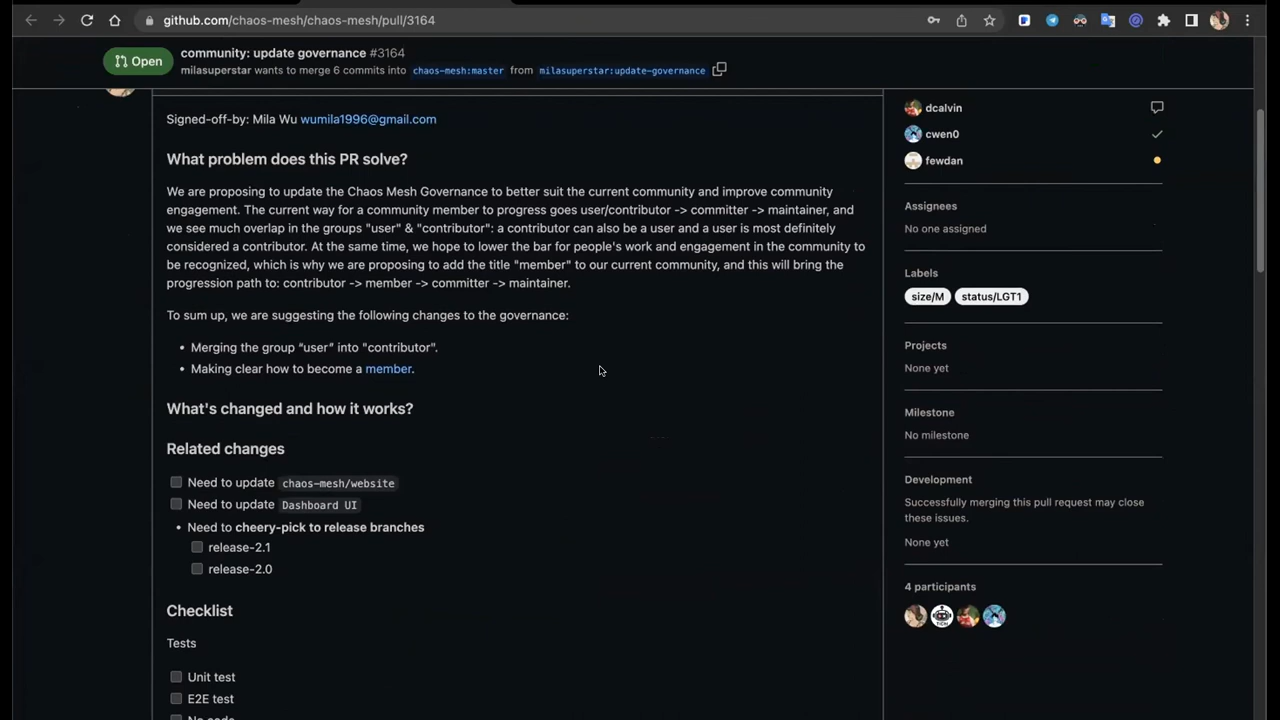 github.com/chaos-mesh/chaos-mesh/pull/3164
Open
community: update governance #3164
milasuperstar wants to merge 6 commits into chaos-mesh:master from milasuperstar:update-governance
Signed-off-by: Mila Wu wumila1996@gmail.com
What problem does this PR solve?
We are proposing to update the Chaos Mesh Governance to better suit the current community and improve community
engagement. The current way for a community member to progress goes user/contributor -> committer -> maintainer, and
we see much overlap in the groups "user" & "contributor": a contributor can also be a user and a user is most definitely
considered a contributor. At the same time, we hope to lower the bar for people's work and engagement in the community to
be recognized, which is why we are proposing to add the title "member" to our current community, and this will bring the
progression path to: contributor -> member -> committer -> maintainer.
To sum up, we are suggesting the following changes to the governance:
• Merging the group "user" into "contributor".
• Making clear how to become a member.
What's changed and how it works?
Related changes
Need to update chaos-mesh/website
Need to update Dashboard UI
• Need to cheery-pick to release branches
release-2.1
release-2.0
Checklist
Tests
Unit test
E2E test
No code
dcalvin
cwen0
fewdan
Assignees
No one assigned
Labels
size/M status/LGT1
Projects
None yet
Milestone
No milestone
Development
Successfully merging this pull request may close
these issues.
None yet
4 participants